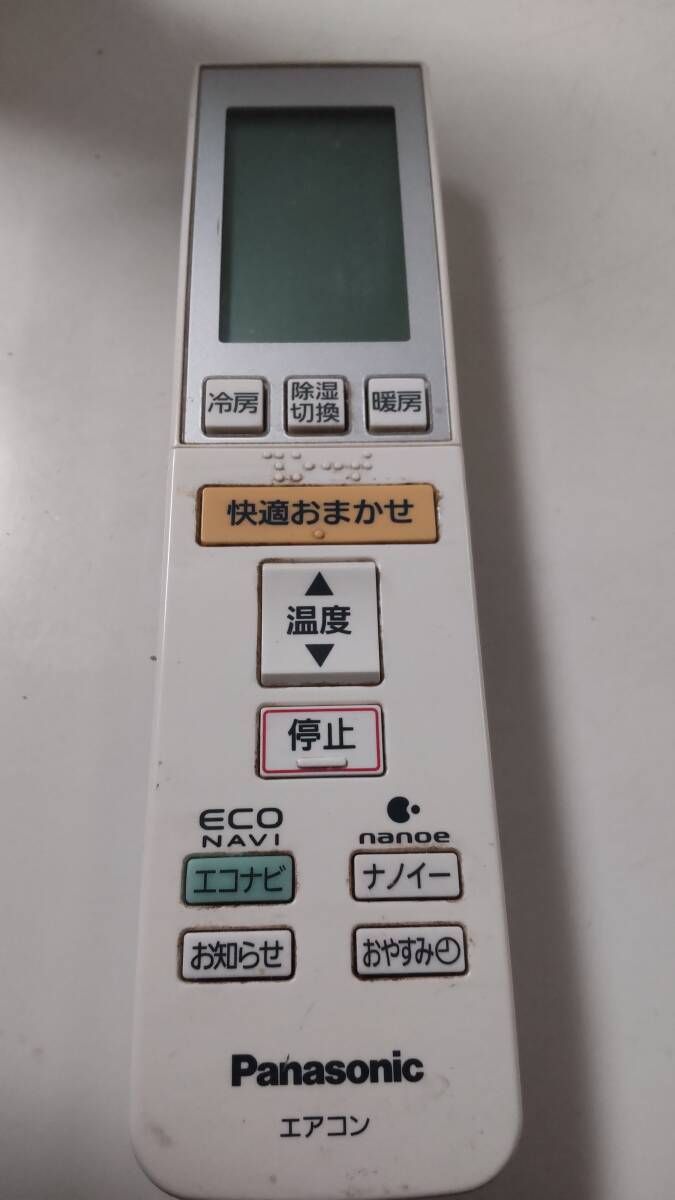 冷房
除湿
切換
暖房
快適おまかせ
▲
温度
▼
停止
ECO
NAVI
nanoe
エコナビ
ナノイー
お知らせ
おやすみ
Panasonic
エアコン